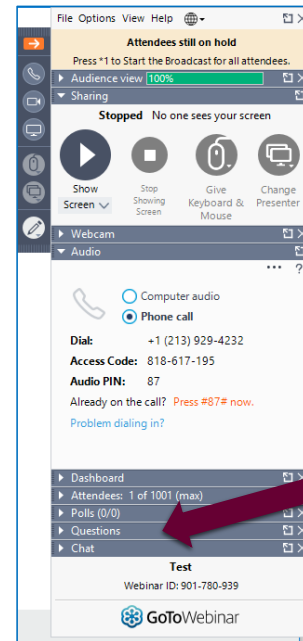 File Options View Help
Attendees still on hold
Press *1 to Start the Broadcast for all attendees.
Audience view 100%
Sharing
Stopped No one sees your screen
Show Screen
Stop Showing Screen
Give Keyboard & Mouse
Change Presenter
Webcam
Audio
... ?
Computer audio
Phone call
Dial: +1 (213) 929-4232
Access Code: 818-617-195
Audio PIN: 87
Already on the call? Press #87# now.
Problem dialing in?
Dashboard
Attendees: 1 of 1001 (max)
Polls (0/0)
Questions
Chat
Test
Webinar ID: 901-780-939
GoToWebinar